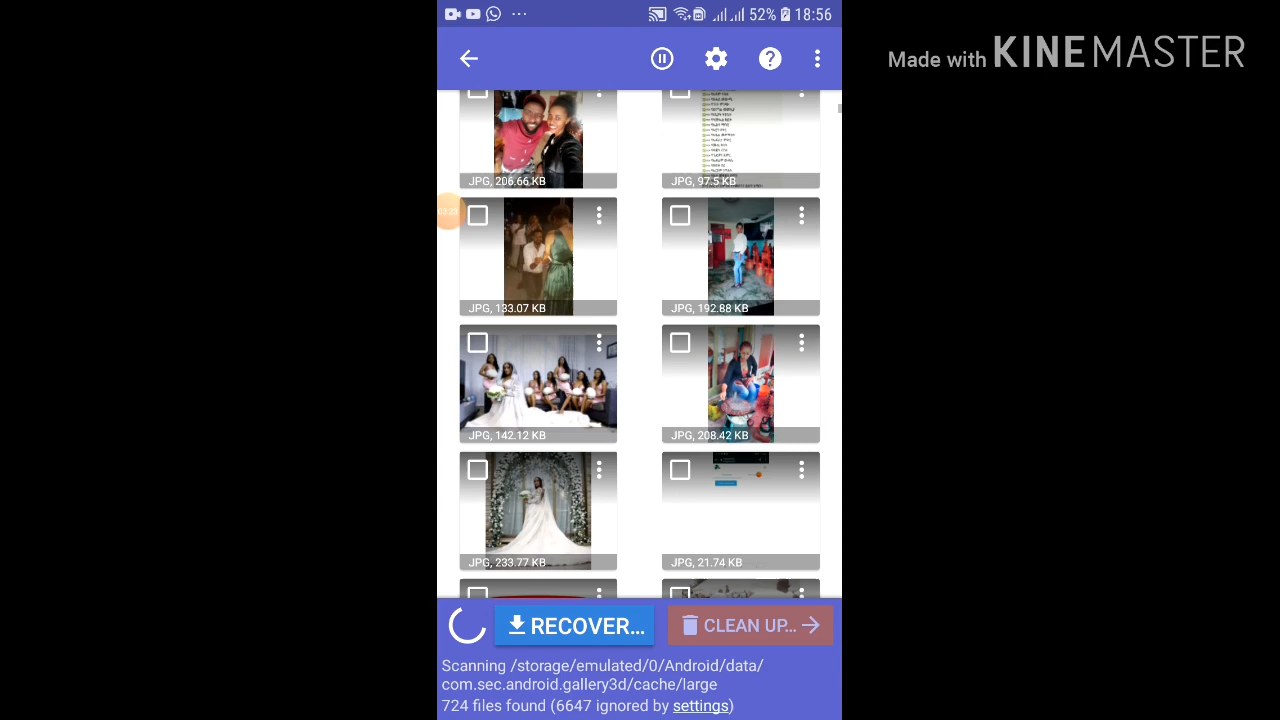 52% 18:56
Made with KINEMASTER
JPG, 206.66 KB
JPG, 97.5 KB
03:23
JPG, 133.07 KB
JPG, 192.88 KB
JPG, 142.12 KB
JPG, 208.42 KB
JPG, 233.77 KB
JPG, 21.74 KB
RECOVER...
CLEAN UP...
Scanning /storage/emulated/0/Android/data/
com.sec.android.gallery3d/cache/large
724 files found (6647 ignored by settings)